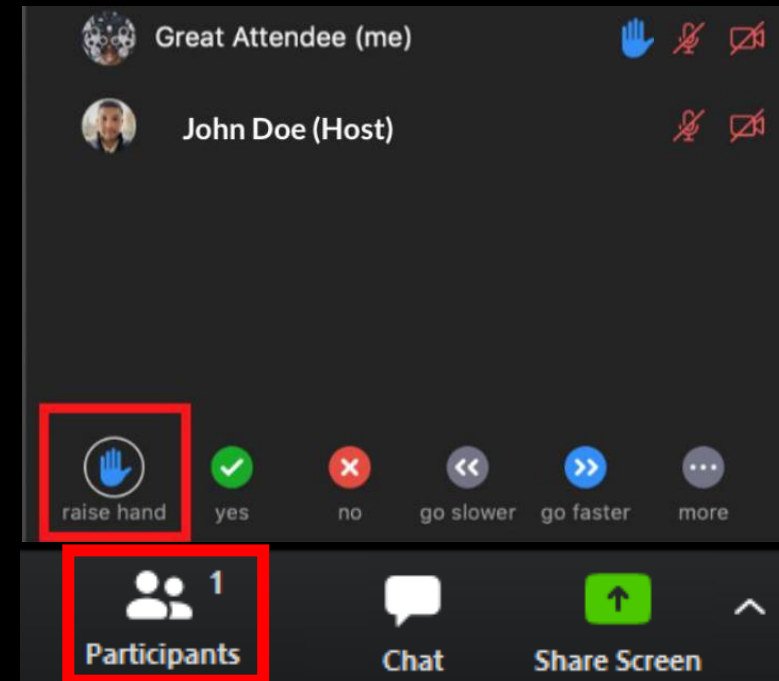 Great Attendee (me)
John Doe (Host)
raise hand yes no go slower go faster more
1
Participants Chat Share Screen